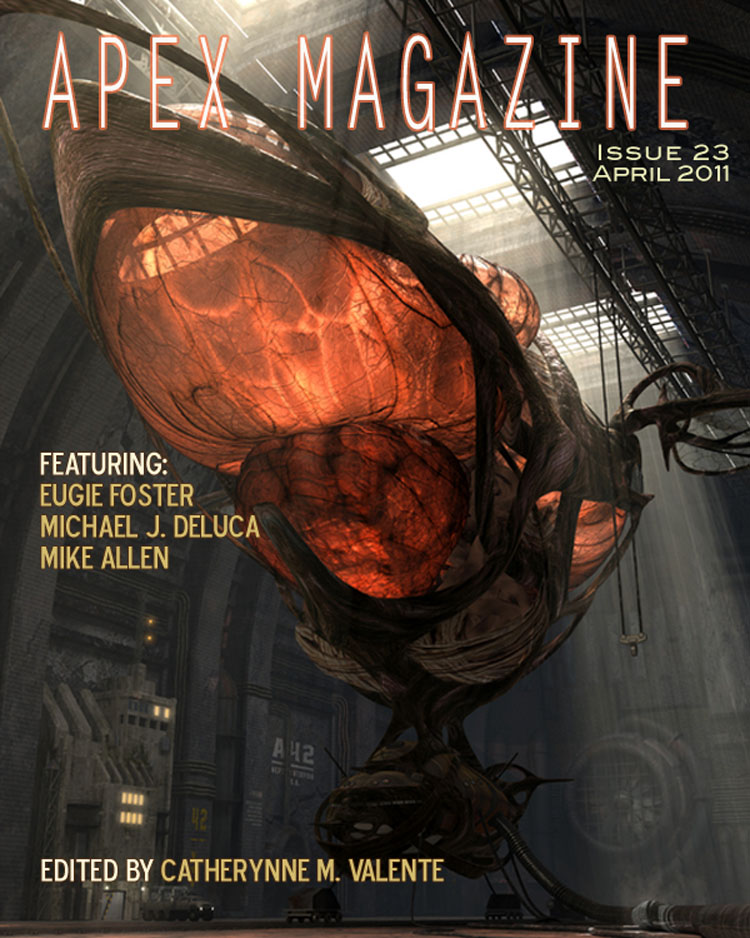 APEX MAGAZINE
ISSUE 23
APRIL 2011
FEATURING:
EUGIE FOSTER
MICHAEL J. DELUCA
MIKE ALLEN
A42
42
EDITED BY CATHERYNNE M. VALENTE